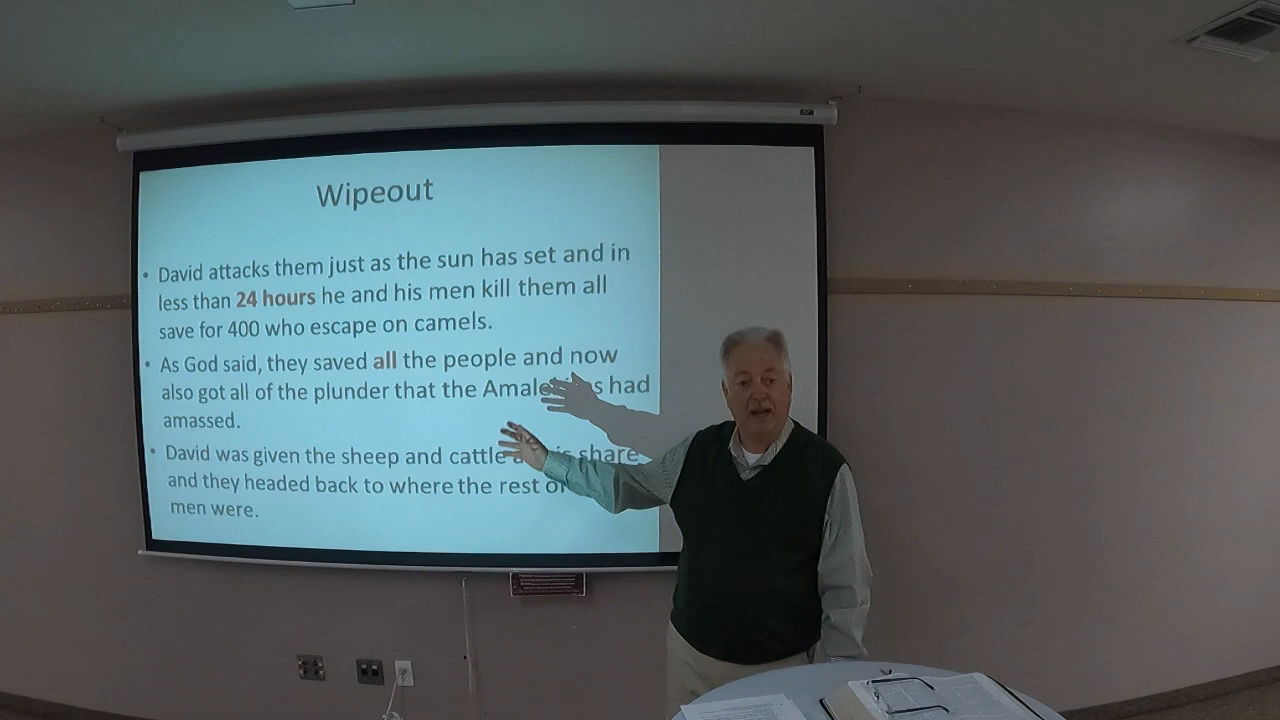 Wipeout
• David attacks them just as the sun has set and in
less than 24 hours he and his men kill them all
save for 400 who escape on camels.
• As God said, they saved all the people and now
also got all of the plunder that the had
amassed.
• David was given the sheep and cattle share
and they headed back to where the rest of
men were.